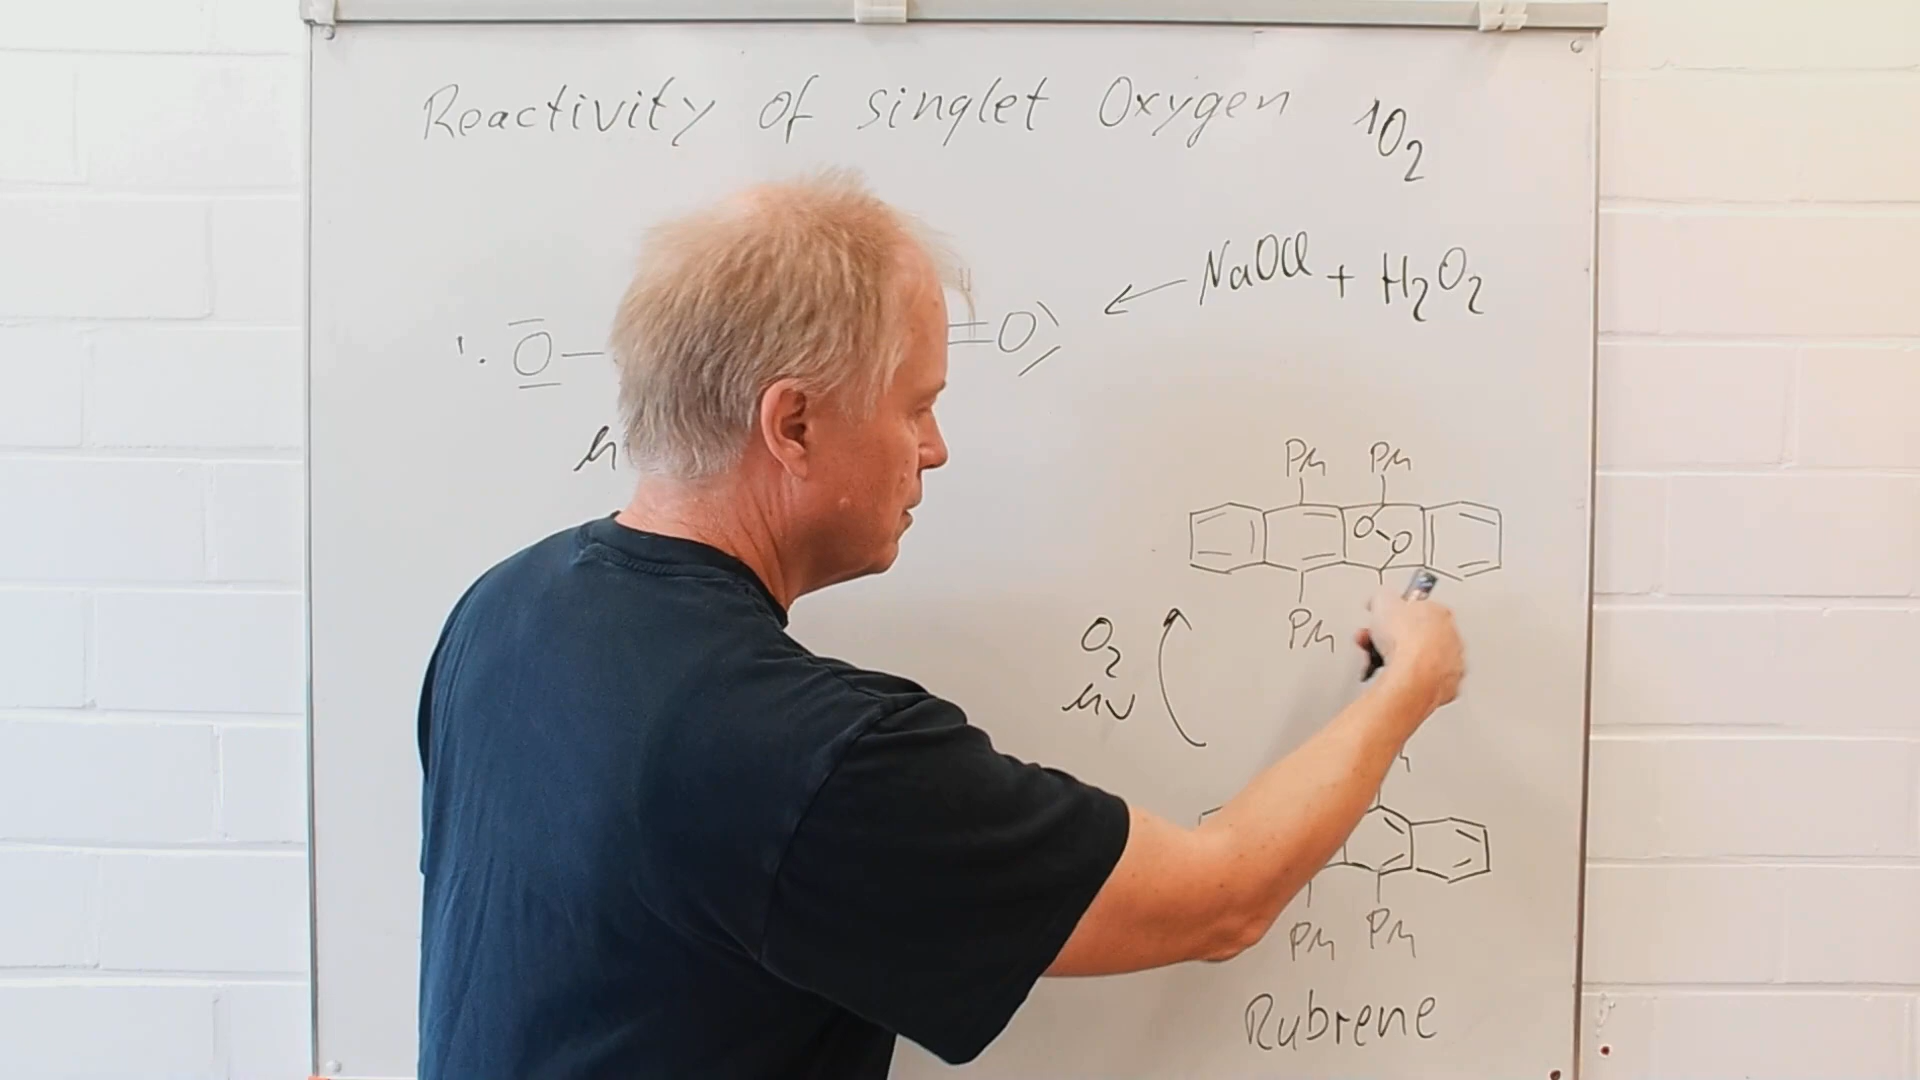 Reactivity of singlet Oxygen ¹O₂
NaOCl + H₂O₂
·O̲̅— =O
h
Ph Ph
O O
Ph
O₂
hν
Ph Ph
Rubrene